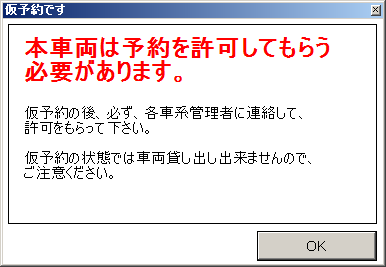 仮予約です
本車両は予約を許可してもらう
必要があります。
仮予約の後、必ず、各車系管理者に連絡して、
許可をもらって下さい。
仮予約の状態では車両貸し出し出来ませんので、
ご注意ください。
OK